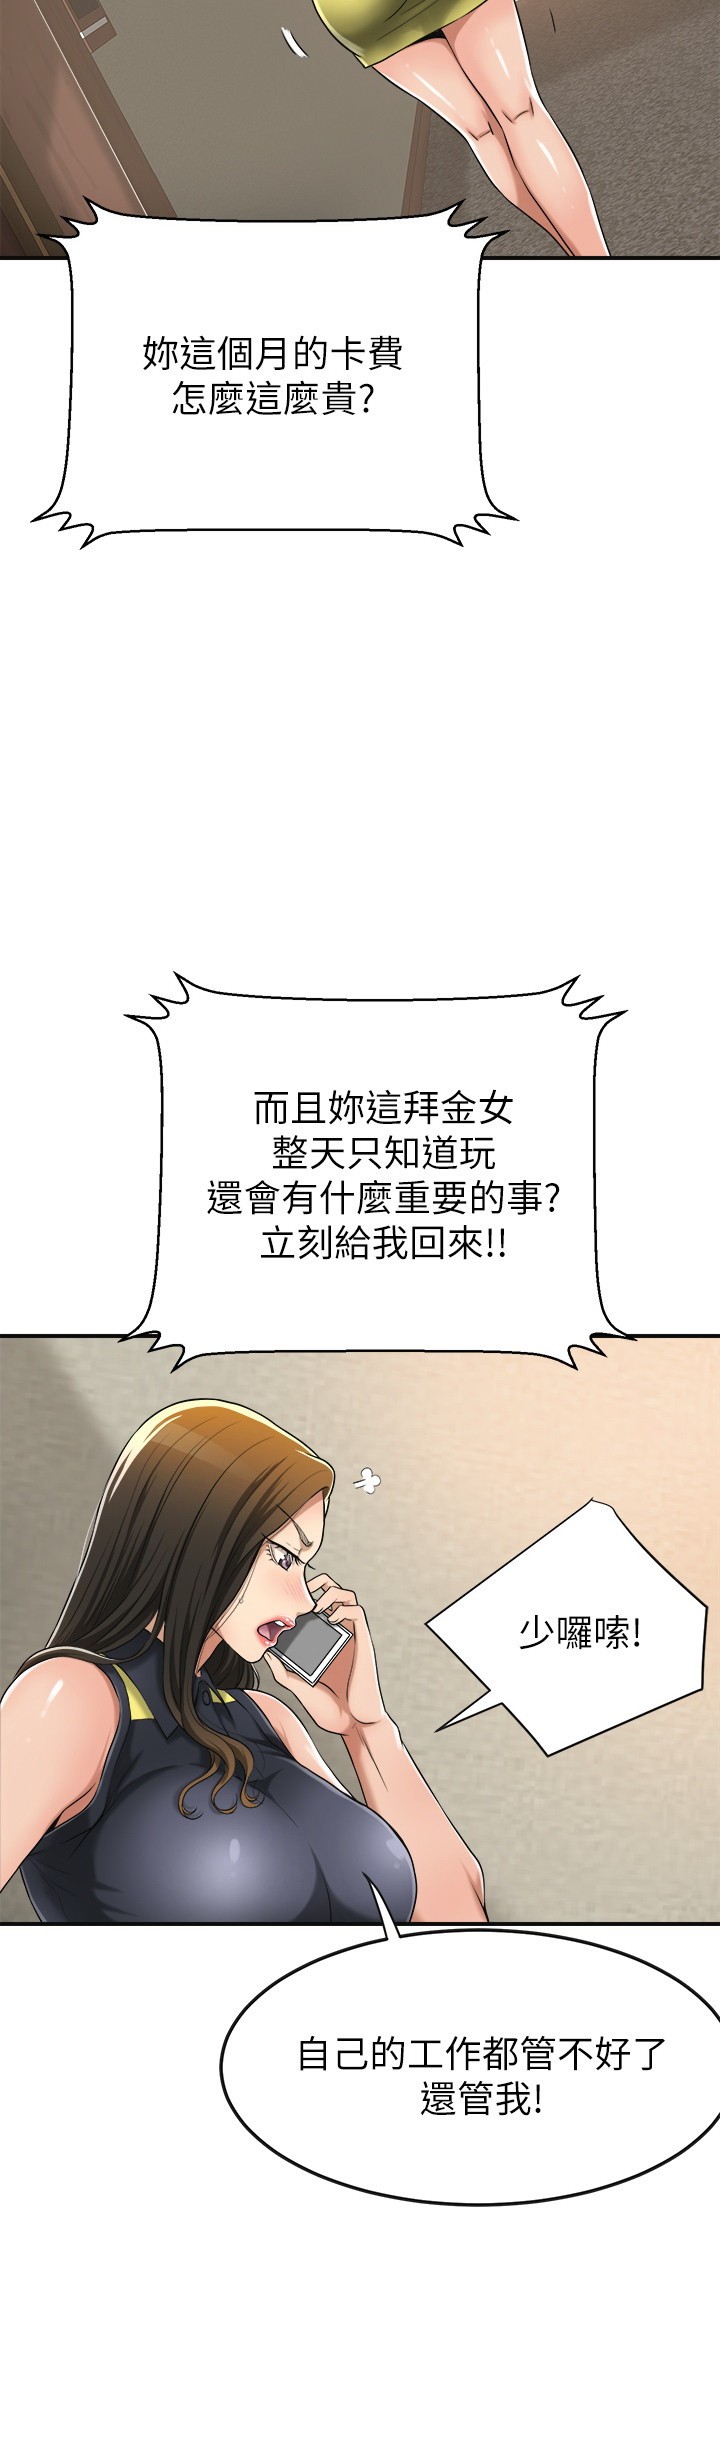 妳這個月的卡費
怎麼這麼貴?
而且妳這拜金女
整天只知道玩
還會有什麼重要的事?
立刻給我回來!!
少囉嗦!
自己的工作都管不好了
還管我!